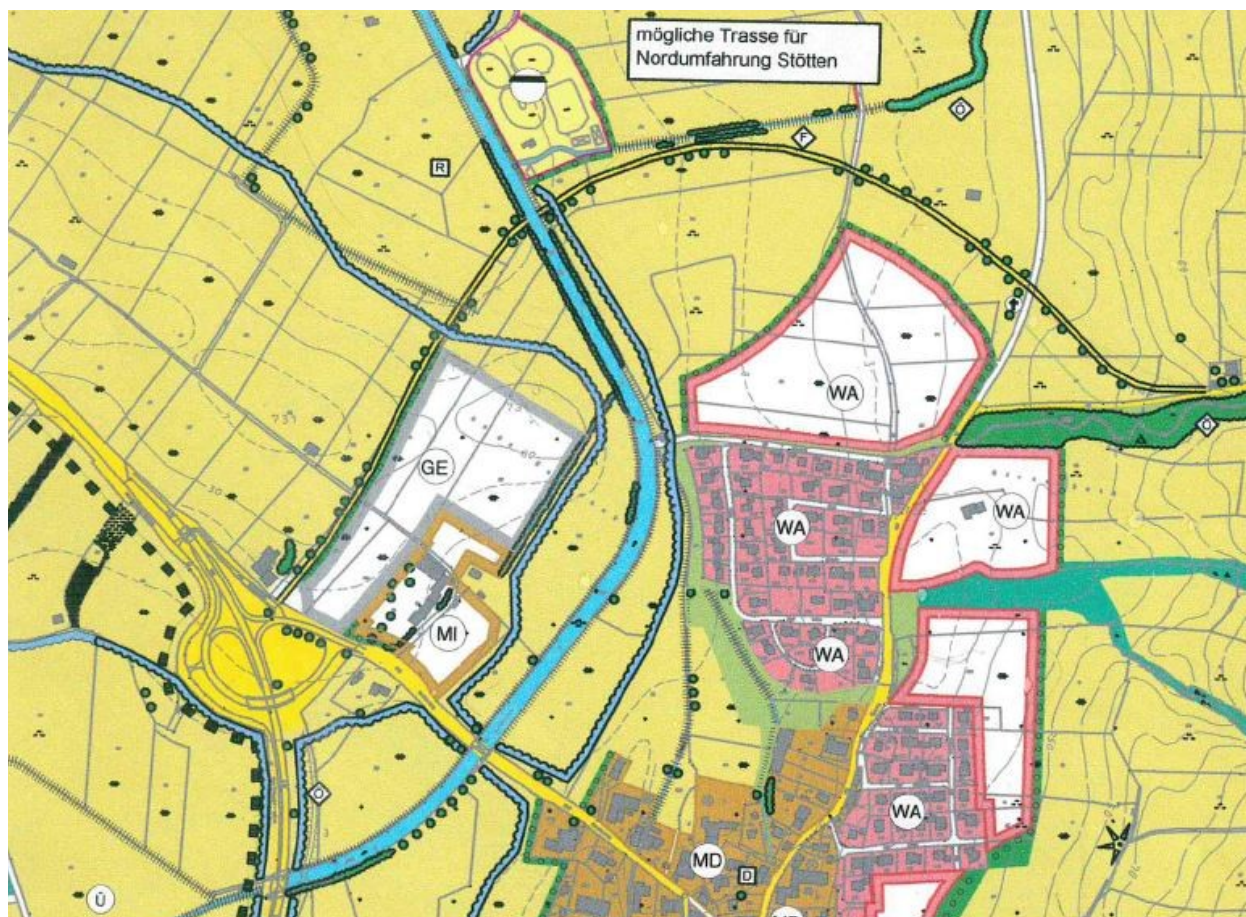 mögliche Trasse für
Nordumfahrung Stötten
R
F
Ö
WA
GE
Ö
WA
WA
MI
WA
Ö
WA
MD
D
Ü